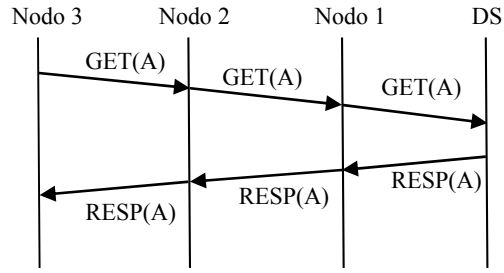 Nodo 3 Nodo 2 Nodo 1 DS
GET(A)
GET(A)
GET(A)
RESP(A)
RESP(A)
RESP(A)